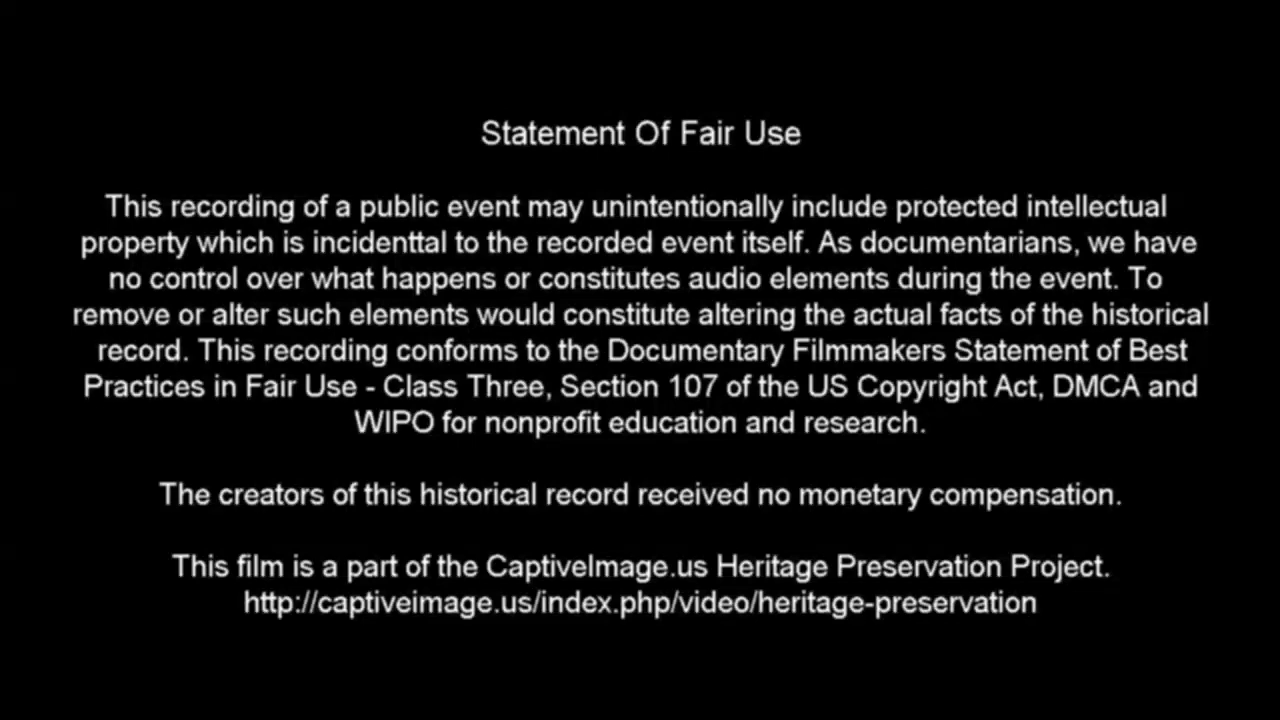 Statement Of Fair Use
This recording of a public event may unintentionally include protected intellectual
property which is incidenttal to the recorded event itself. As documentarians, we have
no control over what happens or constitutes audio elements during the event. To
remove or alter such elements would constitute altering the actual facts of the historical
record. This recording conforms to the Documentary Filmmakers Statement of Best
Practices in Fair Use - Class Three, Section 107 of the US Copyright Act, DMCA and
WIPO for nonprofit education and research.
The creators of this historical record received no monetary compensation.
This film is a part of the CaptiveImage.us Heritage Preservation Project.
http://captiveimage.us/index.php/video/heritage-preservation